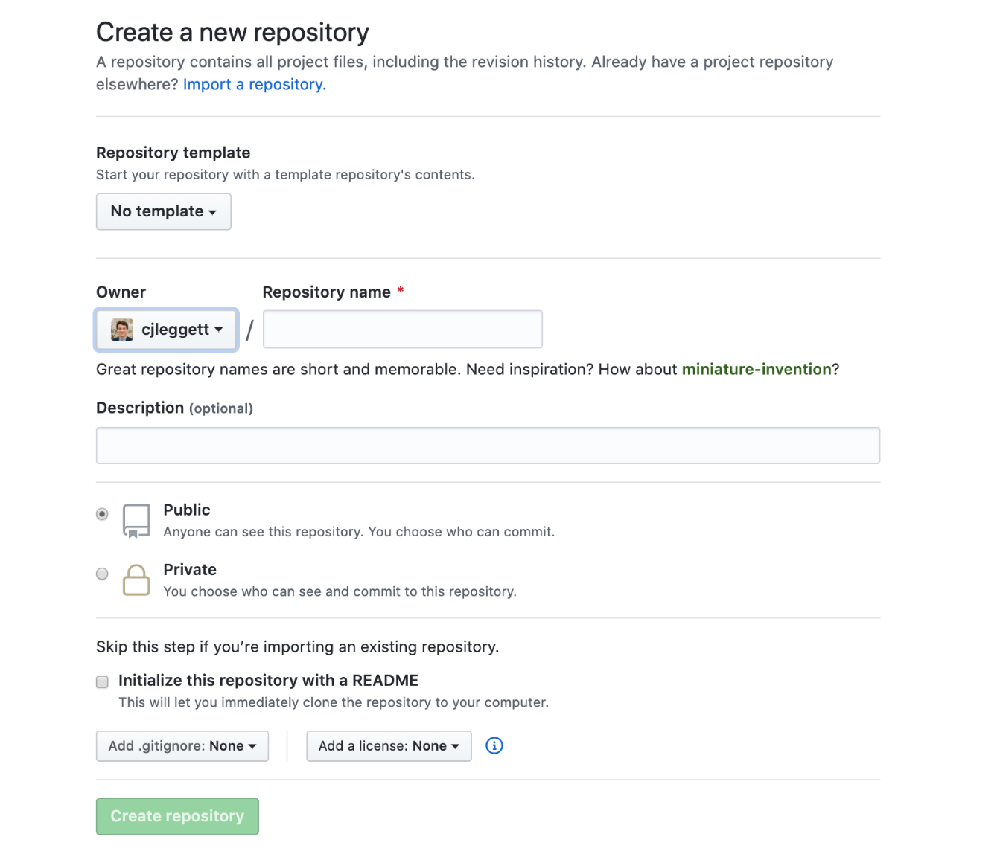 Create a new repository
A repository contains all project files, including the revision history. Already have a project repository
elsewhere? Import a repository.
Repository template
Start your repository with a template repository's contents.
No template
Owner
Repository name *
cjleggett
/
Great repository names are short and memorable. Need inspiration? How about miniature-invention?
Description (optional)
Public
Anyone can see this repository. You choose who can commit.
Private
You choose who can see and commit to this repository.
Skip this step if you’re importing an existing repository.
Initialize this repository with a README
This will let you immediately clone the repository to your computer.
Add .gitignore: None
Add a license: None
Create repository